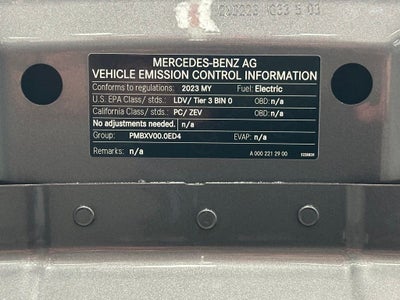 MERCEDES-BENZ AG
VEHICLE EMISSION CONTROL INFORMATION
Conforms to regulations: 2023 MY Fuel: Electric
U.S. EPA Class/ stds.: LDV/ Tier 3 BIN 0 OBD: n/a
California Class/ stds.: PC/ ZEV OBD: n/a
No adjustments needed. n/a
Group: PMBXV00.0ED4 EVAP: n/a
Remarks: n/a A 000 221 29 00